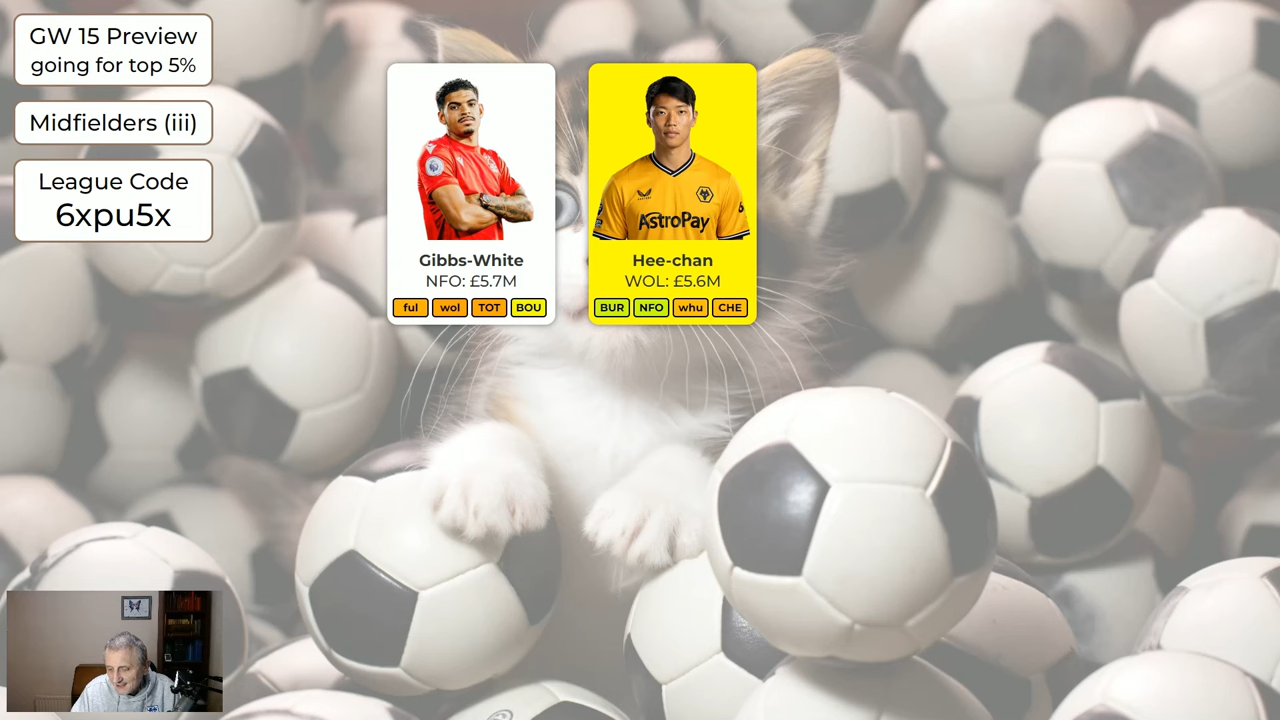 GW 15 Preview
going for top 5%
Midfielders (iii)
League Code
6xpu5x
Gibbs-White
NFO: £5.7M
ful wol TOT BOU
AstroPay
Hee-chan
WOL: £5.6M
BUR NFO whu CHE